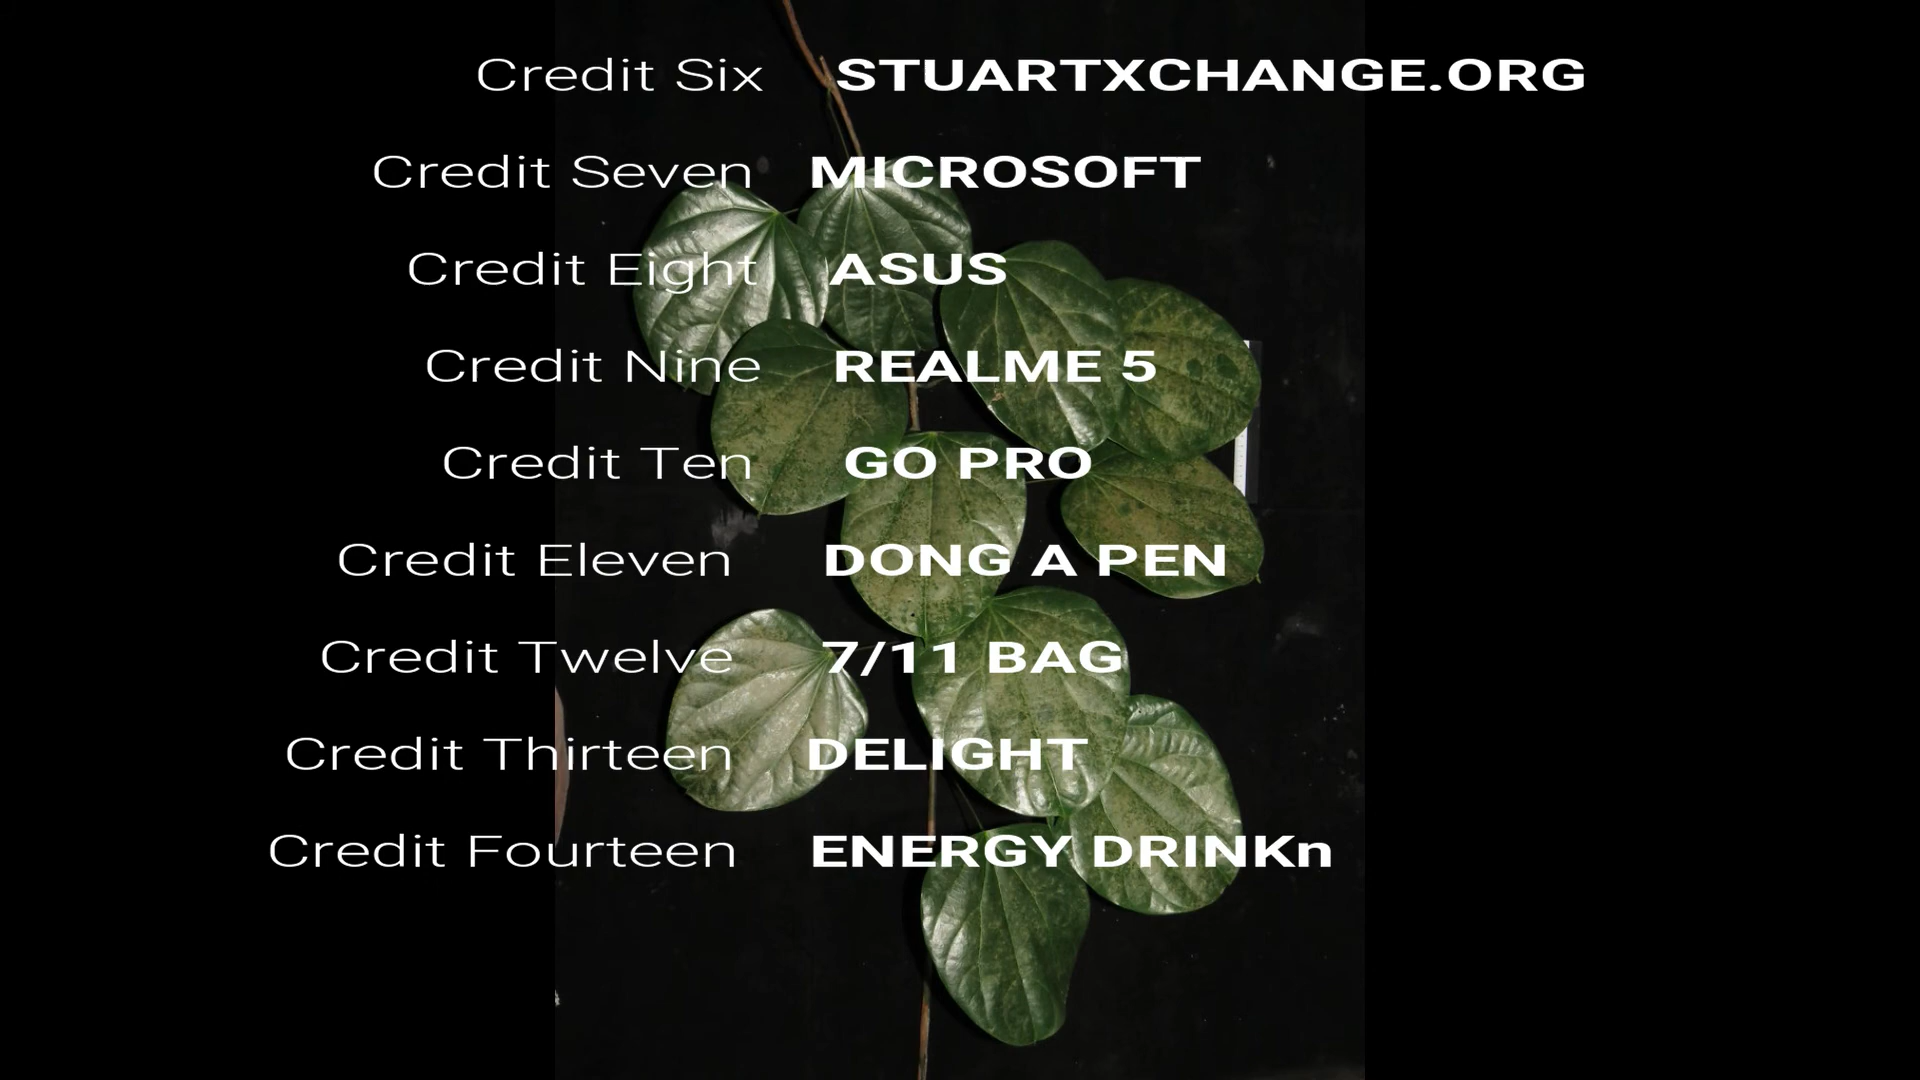 Credit Six STUARTXCHANGE.ORG
Credit Seven MICROSOFT
Credit Eight ASUS
Credit Nine REALME 5
Credit Ten GO PRO
Credit Eleven DONG A PEN
Credit Twelve 7/11 BAG
Credit Thirteen DELIGHT
Credit Fourteen ENERGY DRINKn